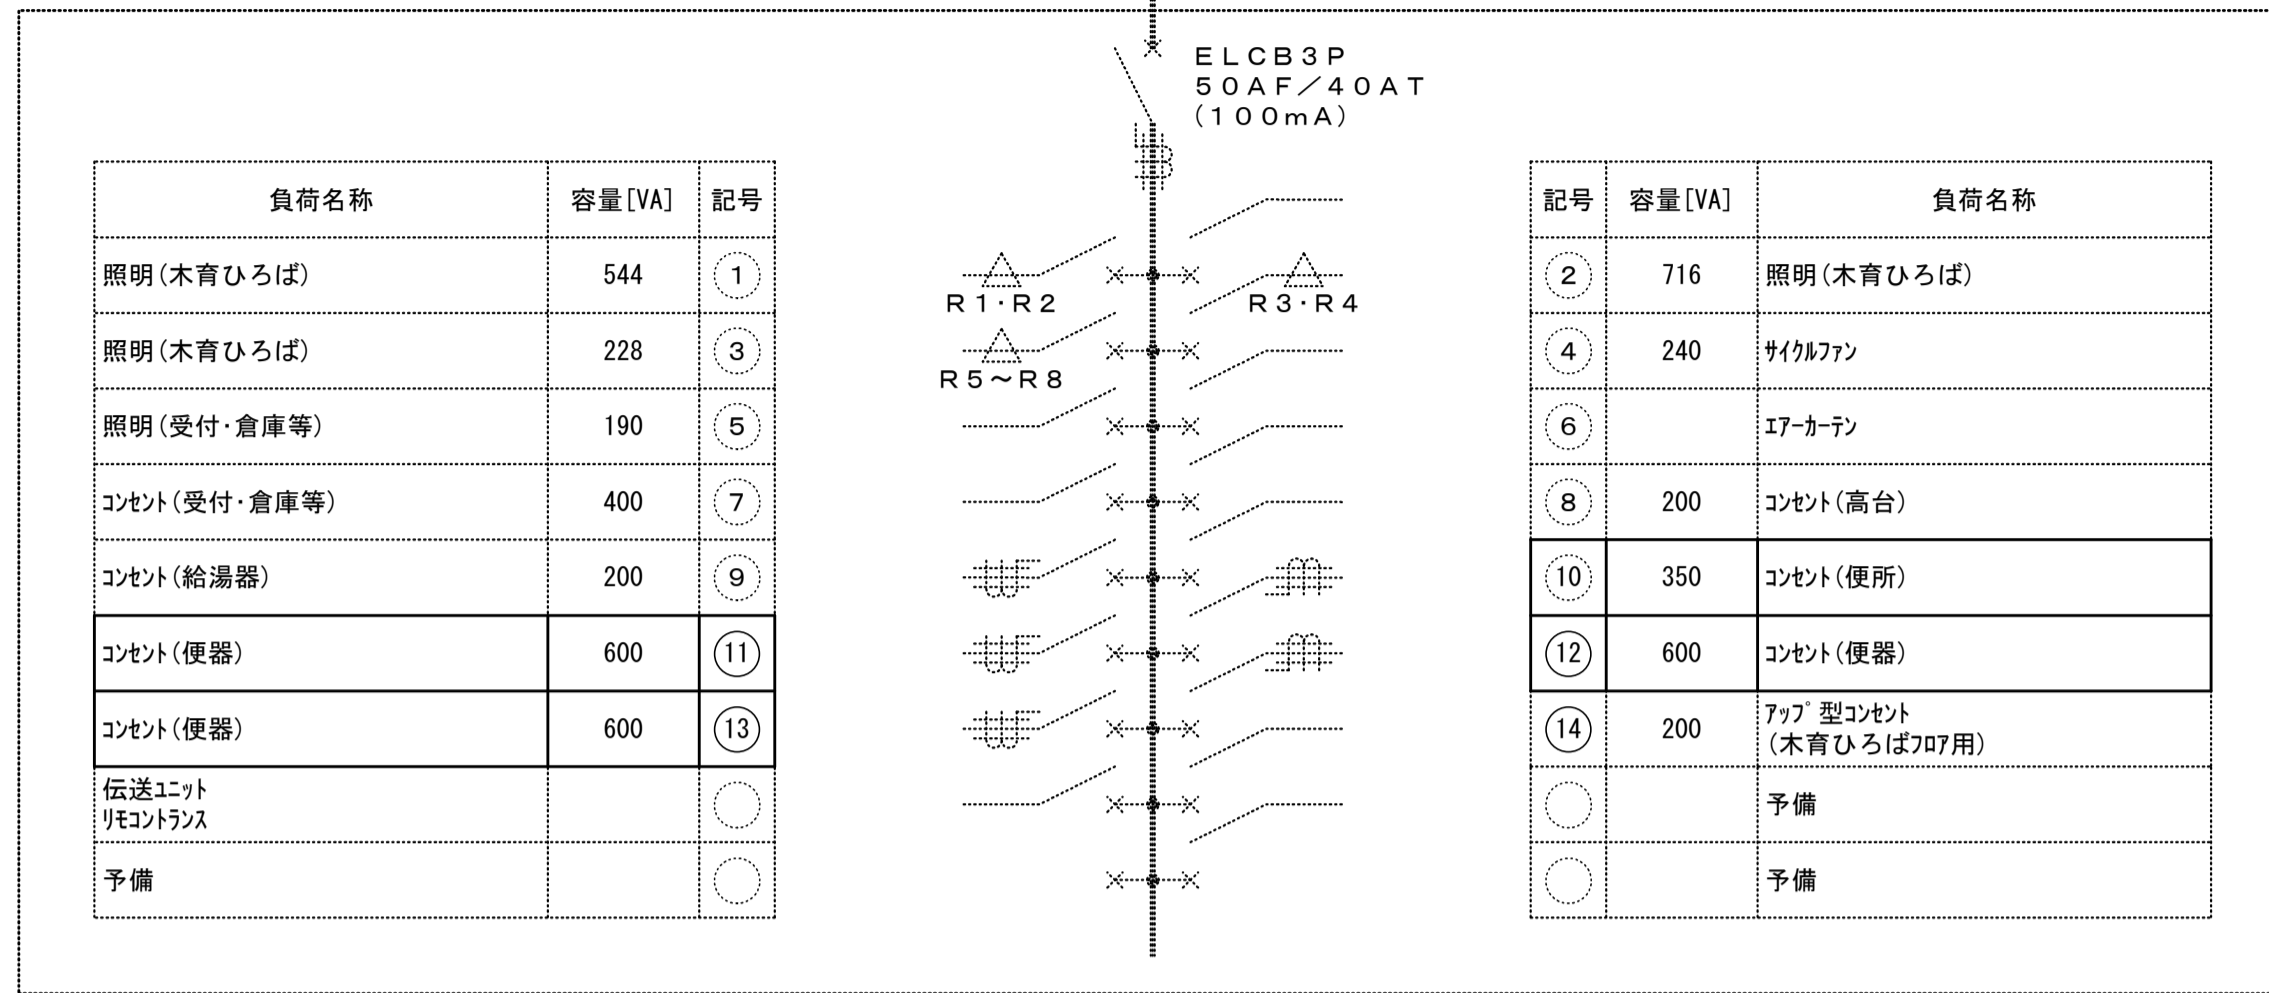 ELCB3P
50AF/40AT
(100mA)
負荷名称 容量[VA] 記号
照明(木育ひろば) 544 1
照明(木育ひろば) 228 3
照明(受付・倉庫等) 190 5
コンセント(受付・倉庫等) 400 7
コンセント(給湯器) 200 9
コンセント(便器) 600 11
コンセント(便器) 600 13
伝送ユニット
リモコントランス
予備
R1・R2
R3・R4
R5～R8
記号 容量[VA] 負荷名称
2 716 照明(木育ひろば)
4 240 サイクルファン
6 エアーカーテン
8 200 コンセント(高台)
10 350 コンセント(便所)
12 600 コンセント(便器)
14 200 アップ型コンセント
(木育ひろばフロア用)
予備
予備